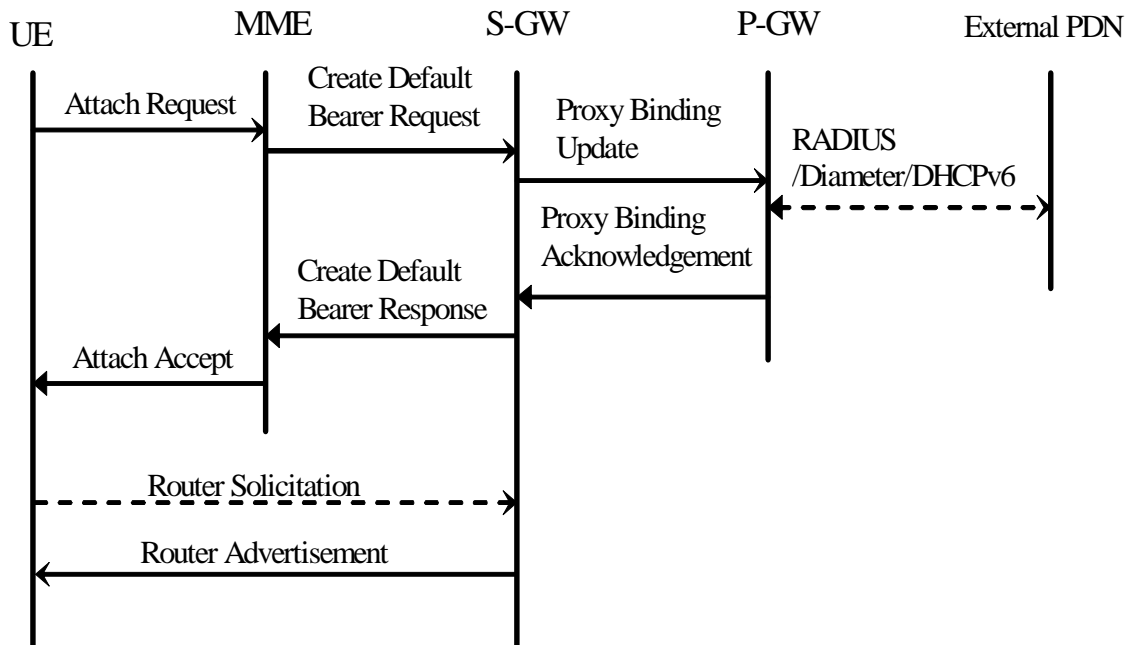 UE
MME
S-GW
P-GW
External PDN
Attach Request
Create Default
Bearer Request
Proxy Binding
Update
RADIUS
/Diameter/DHCPv6
Proxy Binding
Acknowledgement
Create Default
Bearer Response
Attach Accept
Router Solicitation
Router Advertisement